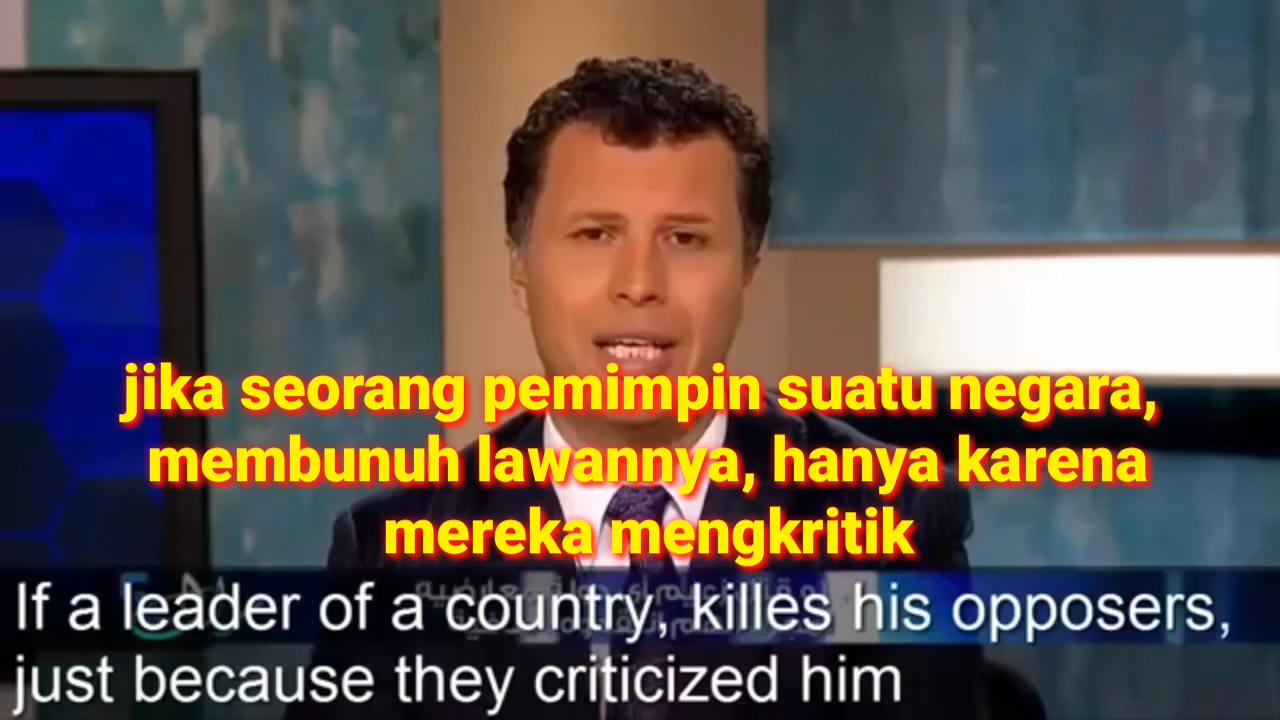 jika seorang pemimpin suatu negara,
membunuh lawannya, hanya karena
mereka mengkritik
If a leader of a country, killes his opposers,
just because they criticized him